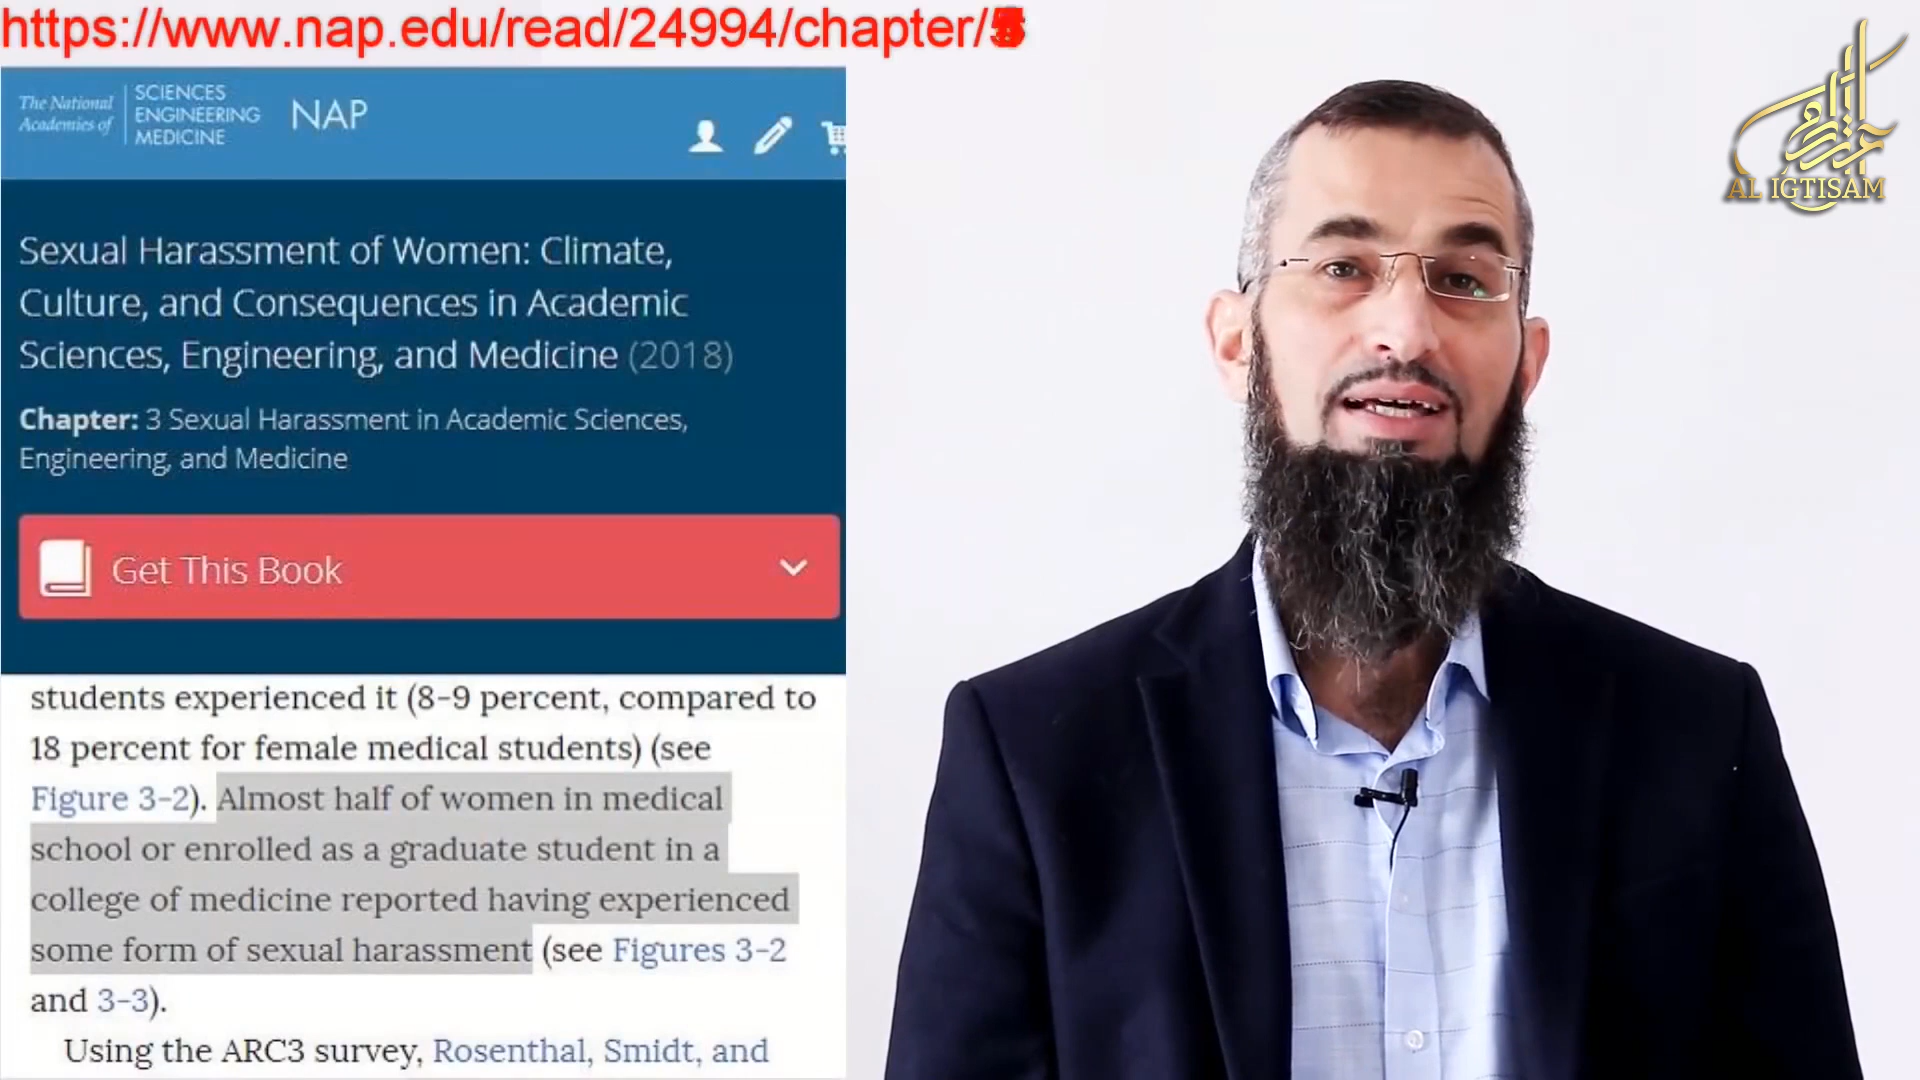 https://www.nap.edu/read/24994/chapter/
The National
Academies of
SCIENCES
ENGINEERING
MEDICINE
NAP
Sexual Harassment of Women: Climate,
Culture, and Consequences in Academic
Sciences, Engineering, and Medicine (2018)
Chapter: 3 Sexual Harassment in Academic Sciences,
Engineering, and Medicine
Get This Book
students experienced it (8-9 percent, compared to
18 percent for female medical students) (see
Figure 3-2). Almost half of women in medical
school or enrolled as a graduate student in a
college of medicine reported having experienced
some form of sexual harassment (see Figures 3-2
and 3-3).
Using the ARC3 survey, Rosenthal, Smidt, and
AL IGTISAM